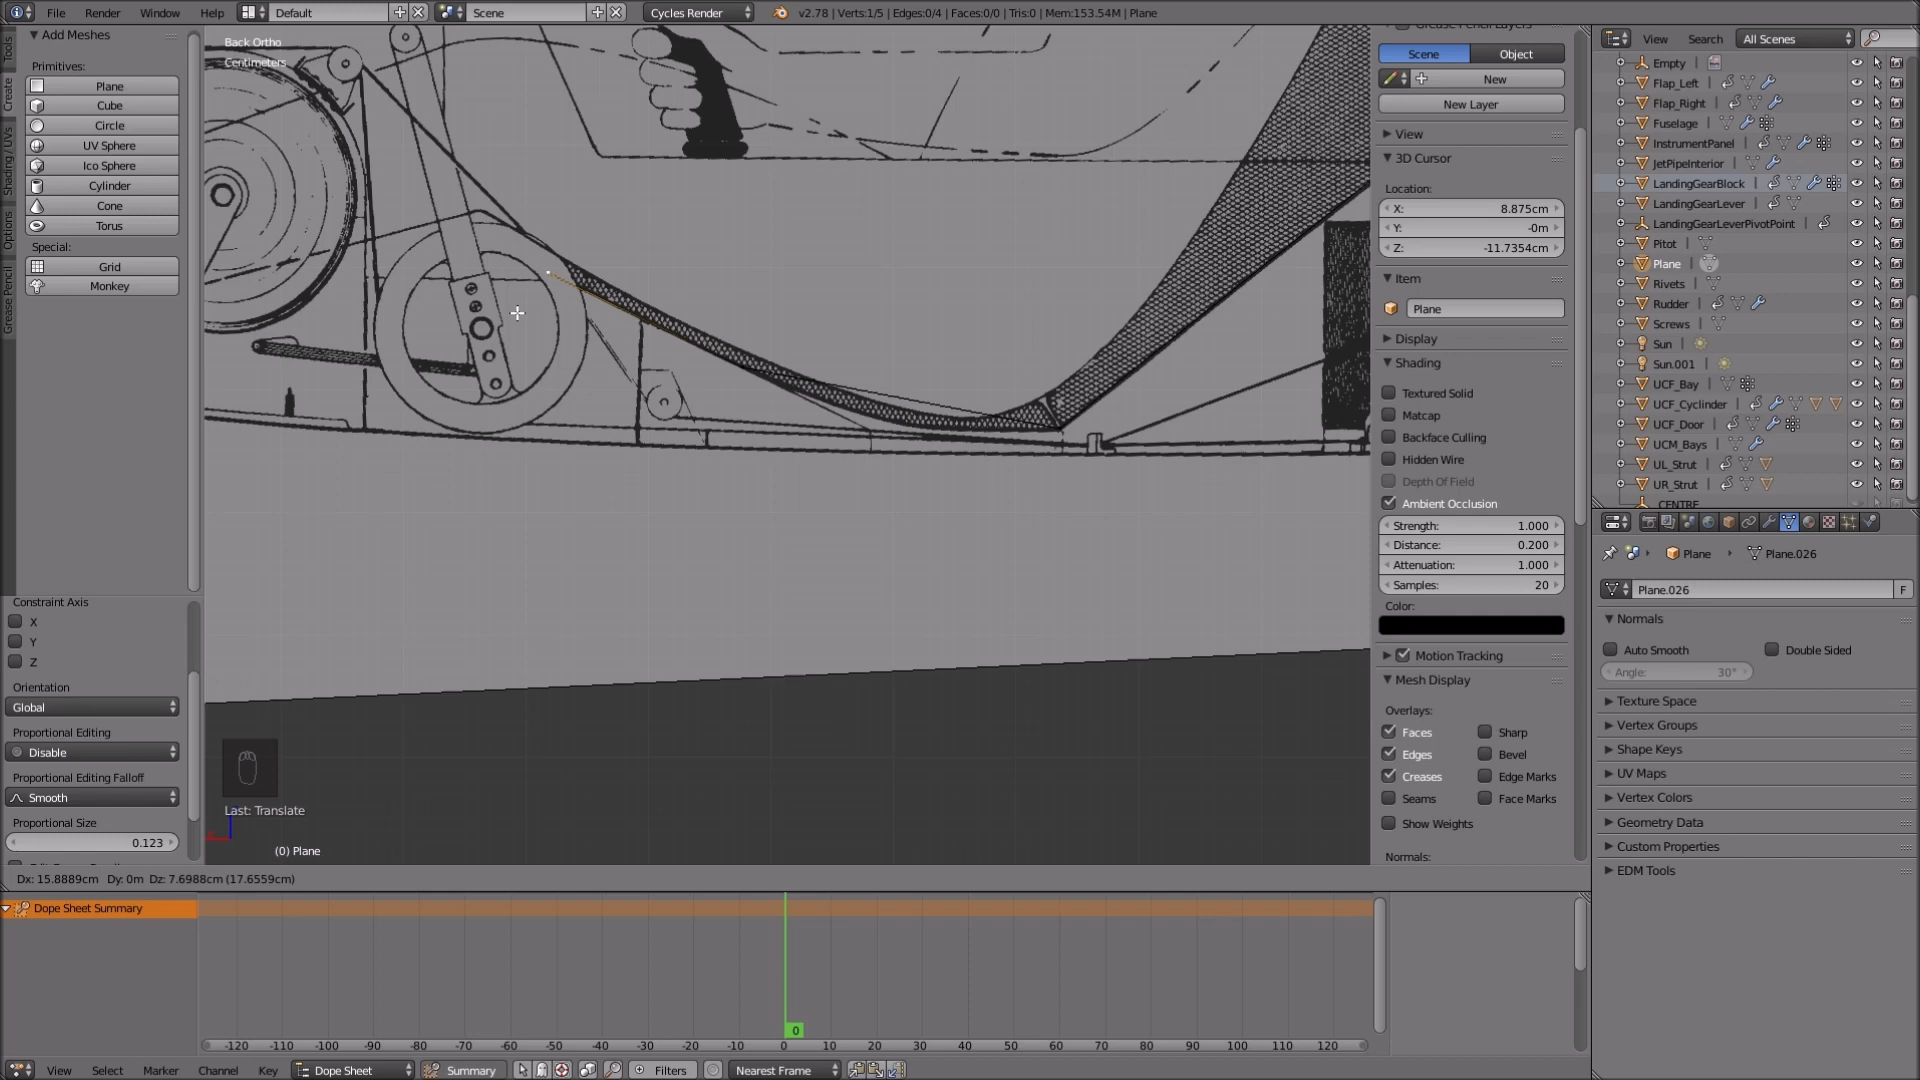 File Render Window Help Default Scene Cycles Render v2.78 | Verts:1/5 | Edges:0/4 | Faces:0/0 | Tris:0 | Mem:153.54M | Plane
Tools
Create
Shading / UVs
Options
Grease Pencil
Add Meshes
Primitives:
Plane
Cube
Circle
UV Sphere
Ico Sphere
Cylinder
Cone
Torus
Special:
Grid
Monkey
Constraint Axis
X
Y
Z
Orientation
Global
Proportional Editing
Disable
Proportional Editing Falloff
Smooth
Proportional Size
0.123
Back Ortho
Centimeters
Last: Translate
(0) Plane
Dx: 15.8889cm Dy: 0m Dz: 7.6988cm (17.6559cm)
Scene Object
New
New Layer
View
3D Cursor
Location:
X: 8.875cm
Y: -0m
Z: -11.7354cm
Item
Plane
Display
Shading
Textured Solid
Matcap
Backface Culling
Hidden Wire
Depth Of Field
Ambient Occlusion
Strength: 1.000
Distance: 0.200
Attenuation: 1.000
Samples: 20
Color:
Motion Tracking
Mesh Display
Overlays:
Faces Sharp
Edges Bevel
Creases Edge Marks
Seams Face Marks
Show Weights
Normals:
View Search All Scenes
Empty
Flap_Left
Flap_Right
Fuselage
InstrumentPanel
JetPipeInterior
LandingGearBlock
LandingGearLever
LandingGearLeverPivotPoint
Pitot
Plane
Rivets
Rudder
Screws
Sun
Sun.001
UCF_Bay
UCF_Cylinder
UCF_Door
UCM_Bays
UL_Strut
UR_Strut
CENTRE
Plane Plane.026
Plane.026 F
Normals
Auto Smooth Double Sided
Angle: 30°
Texture Space
Vertex Groups
Shape Keys
UV Maps
Vertex Colors
Geometry Data
Custom Properties
EDM Tools
Dope Sheet Summary
0
-120 -110 -100 -90 -80 -70 -60 -50 -40 -30 -20 -10 0 10 20 30 40 50 60 70 80 90 100 110 120
View Select Marker Channel Key Dope Sheet Summary Filters Nearest Frame